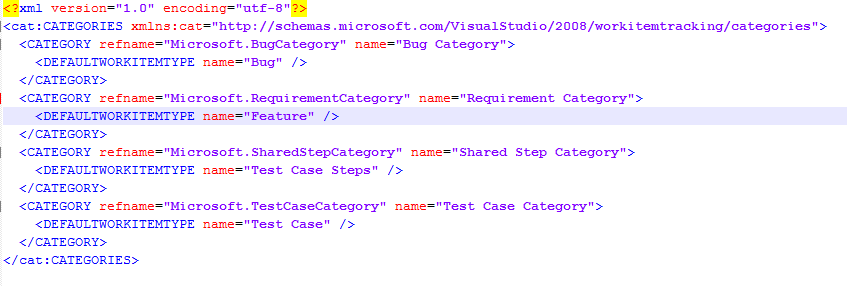 <?xml version="1.0" encoding="utf-8"?>
<cat:CATEGORIES xmlns:cat="http://schemas.microsoft.com/VisualStudio/2008/workitemtracking/categories">
  <CATEGORY refname="Microsoft.BugCategory" name="Bug Category">
    <DEFAULTWORKITEMTYPE name="Bug" />
  </CATEGORY>
  <CATEGORY refname="Microsoft.RequirementCategory" name="Requirement Category">
    <DEFAULTWORKITEMTYPE name="Feature" />
  </CATEGORY>
  <CATEGORY refname="Microsoft.SharedStepCategory" name="Shared Step Category">
    <DEFAULTWORKITEMTYPE name="Test Case Steps" />
  </CATEGORY>
  <CATEGORY refname="Microsoft.TestCaseCategory" name="Test Case Category">
    <DEFAULTWORKITEMTYPE name="Test Case" />
  </CATEGORY>
</cat:CATEGORIES>